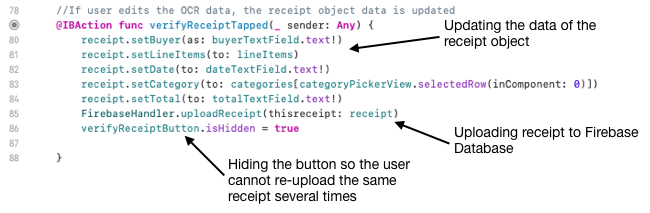 78 //If user edits the OCR data, the receipt object data is updated
@IBAction func verifyReceiptTapped(_ sender: Any) {
80 receipt.setBuyer(as: buyerTextField.text!)
81 receipt.setLineItems(to: lineItems)
82 receipt.setDate(to: dateTextField.text!)
83 receipt.setCategory(to: categories[categoryPickerView.selectedRow(inComponent: 0)])
84 receipt.setTotal(to: totalTextField.text!)
85 FirebaseHandler.uploadReceipt(thisreceipt: receipt)
86 verifyReceiptButton.isHidden = true
87
88 }
Updating the data of the
receipt object
Uploading receipt to Firebase
Database
Hiding the button so the user
cannot re-upload the same
receipt several times